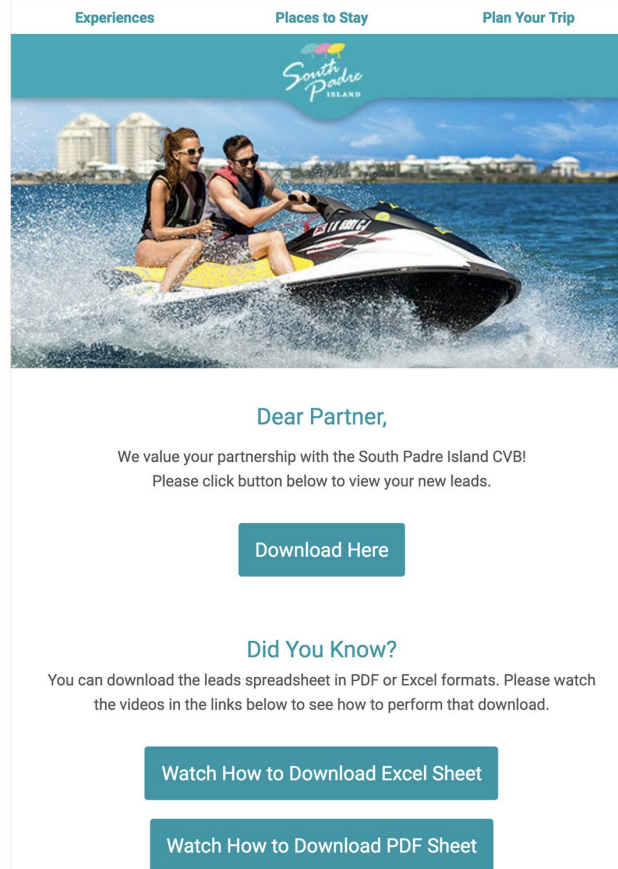 Experiences Places to Stay Plan Your Trip
South
Padre
ISLAND
Dear Partner,
We value your partnership with the South Padre Island CVB!
Please click button below to view your new leads.
Download Here
Did You Know?
You can download the leads spreadsheet in PDF or Excel formats. Please watch
the videos in the links below to see how to perform that download.
Watch How to Download Excel Sheet
Watch How to Download PDF Sheet